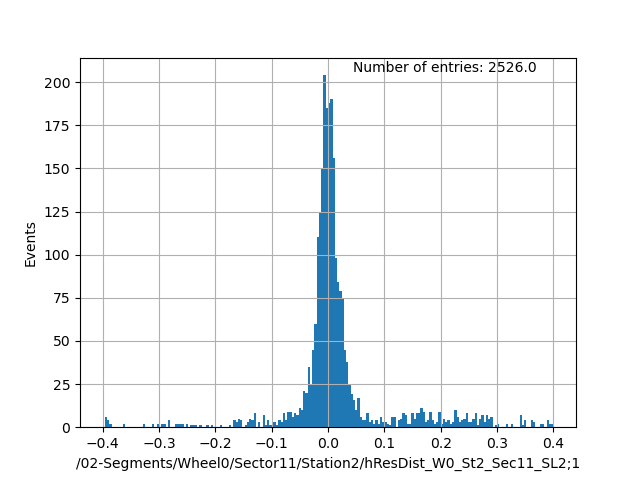 Number of entries: 2526.0
200
175
150
125
100
75
50
25
0
Events
−0.4 −0.3 −0.2 −0.1 0.0 0.1 0.2 0.3 0.4
/02-Segments/Wheel0/Sector11/Station2/hResDist_W0_St2_Sec11_SL2;1